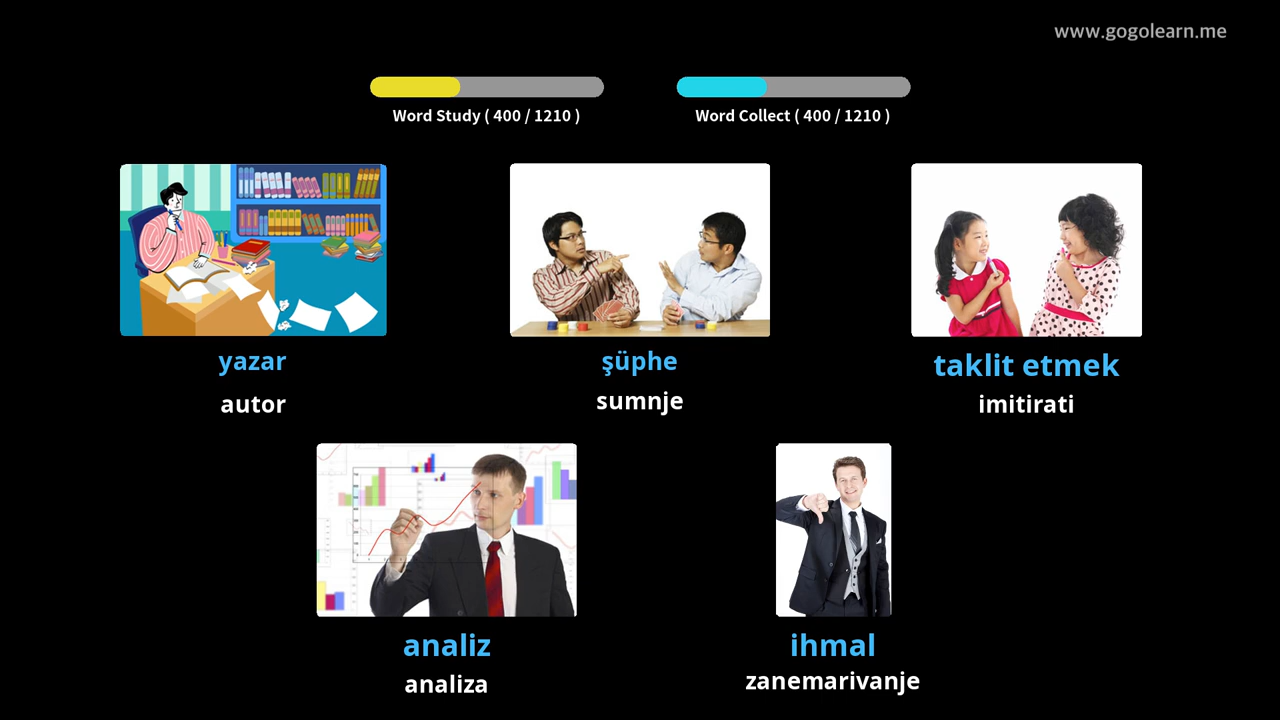 www.gogolearn.me
Word Study ( 400 / 1210 )
Word Collect ( 400 / 1210 )
yazar
autor
şüphe
sumnje
taklit etmek
imitirati
analiz
analiza
ihmal
zanemarivanje